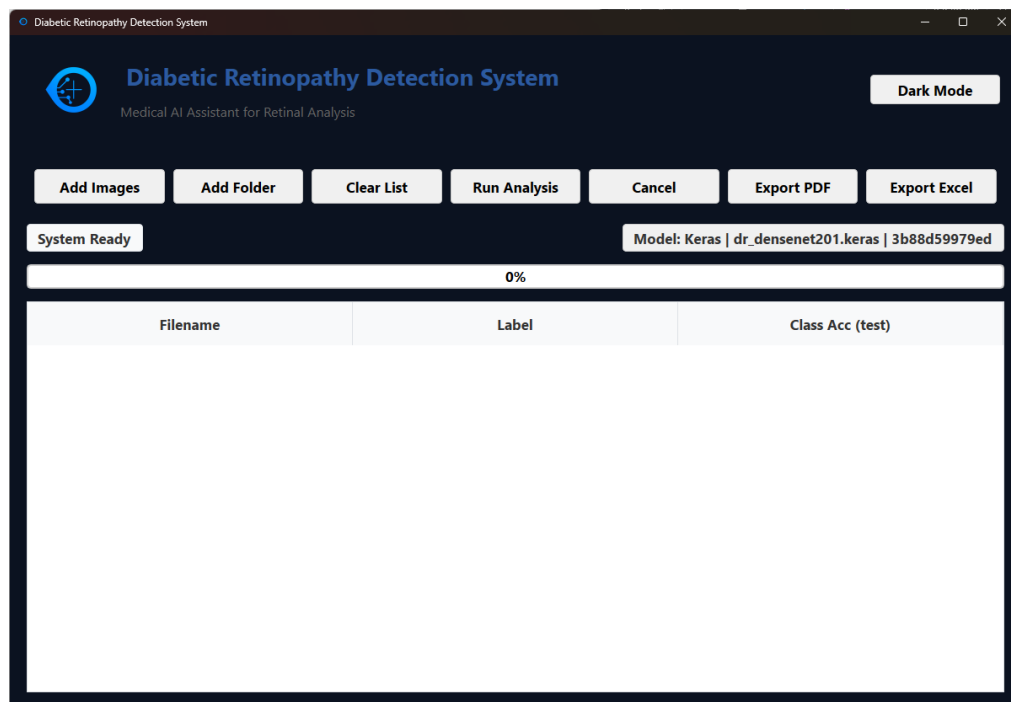 Diabetic Retinopathy Detection System
Diabetic Retinopathy Detection System
Medical AI Assistant for Retinal Analysis
Dark Mode
Add Images Add Folder Clear List Run Analysis Cancel Export PDF Export Excel
System Ready Model: Keras | dr_densenet201.keras | 3b88d59979ed
0%
Filename Label Class Acc (test)